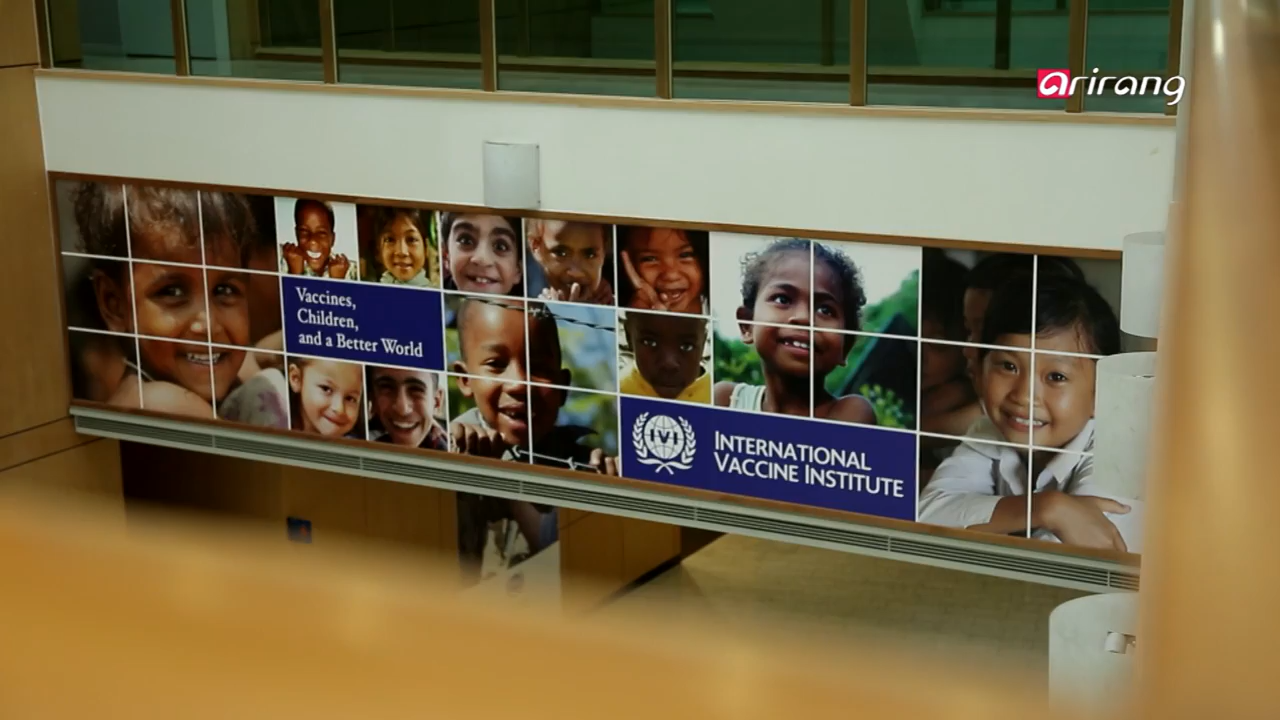 arirang
Vaccines,
Children,
and a Better World
IVI
INTERNATIONAL
VACCINE INSTITUTE